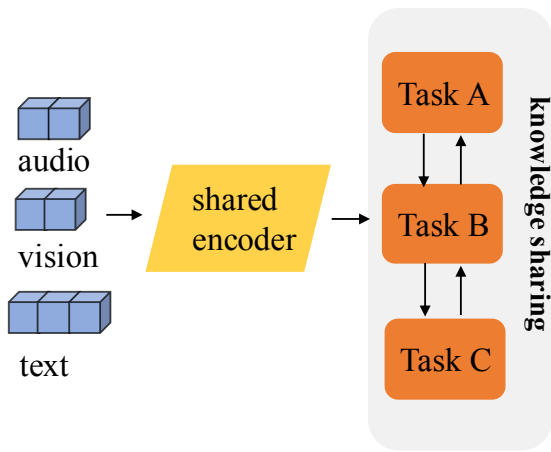 audio
vision
text
shared
encoder
Task A
Task B
Task C
knowledge sharing